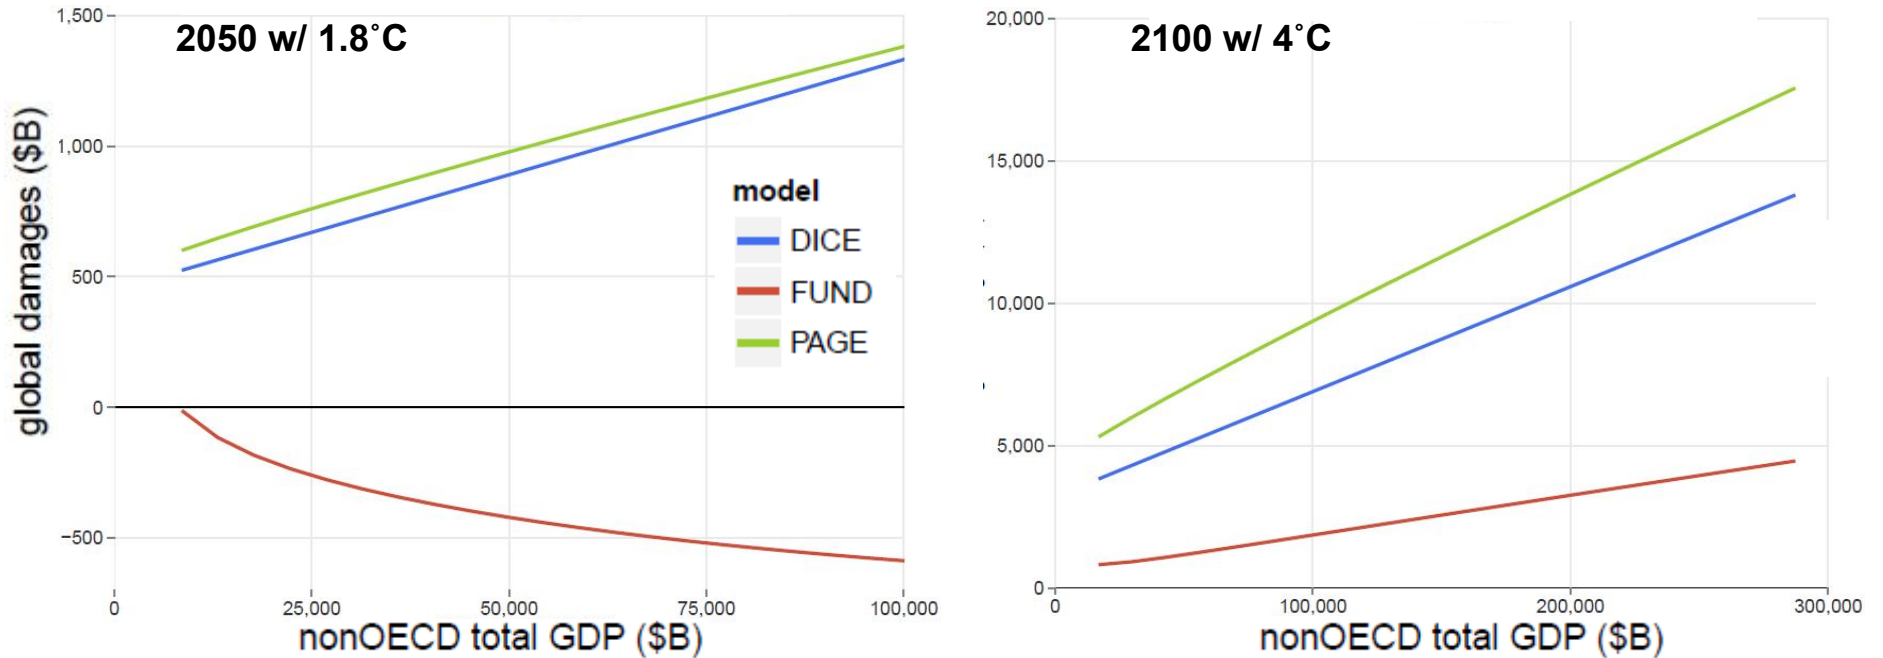 2050 w/ 1.8˚C
global damages ($B)
1,500
1,000
500
0
−500
model
DICE
FUND
PAGE
0
25,000
50,000
75,000
100,000
nonOECD total GDP ($B)
2100 w/ 4˚C
20,000
15,000
10,000
5,000
0
0
100,000
200,000
300,000
nonOECD total GDP ($B)